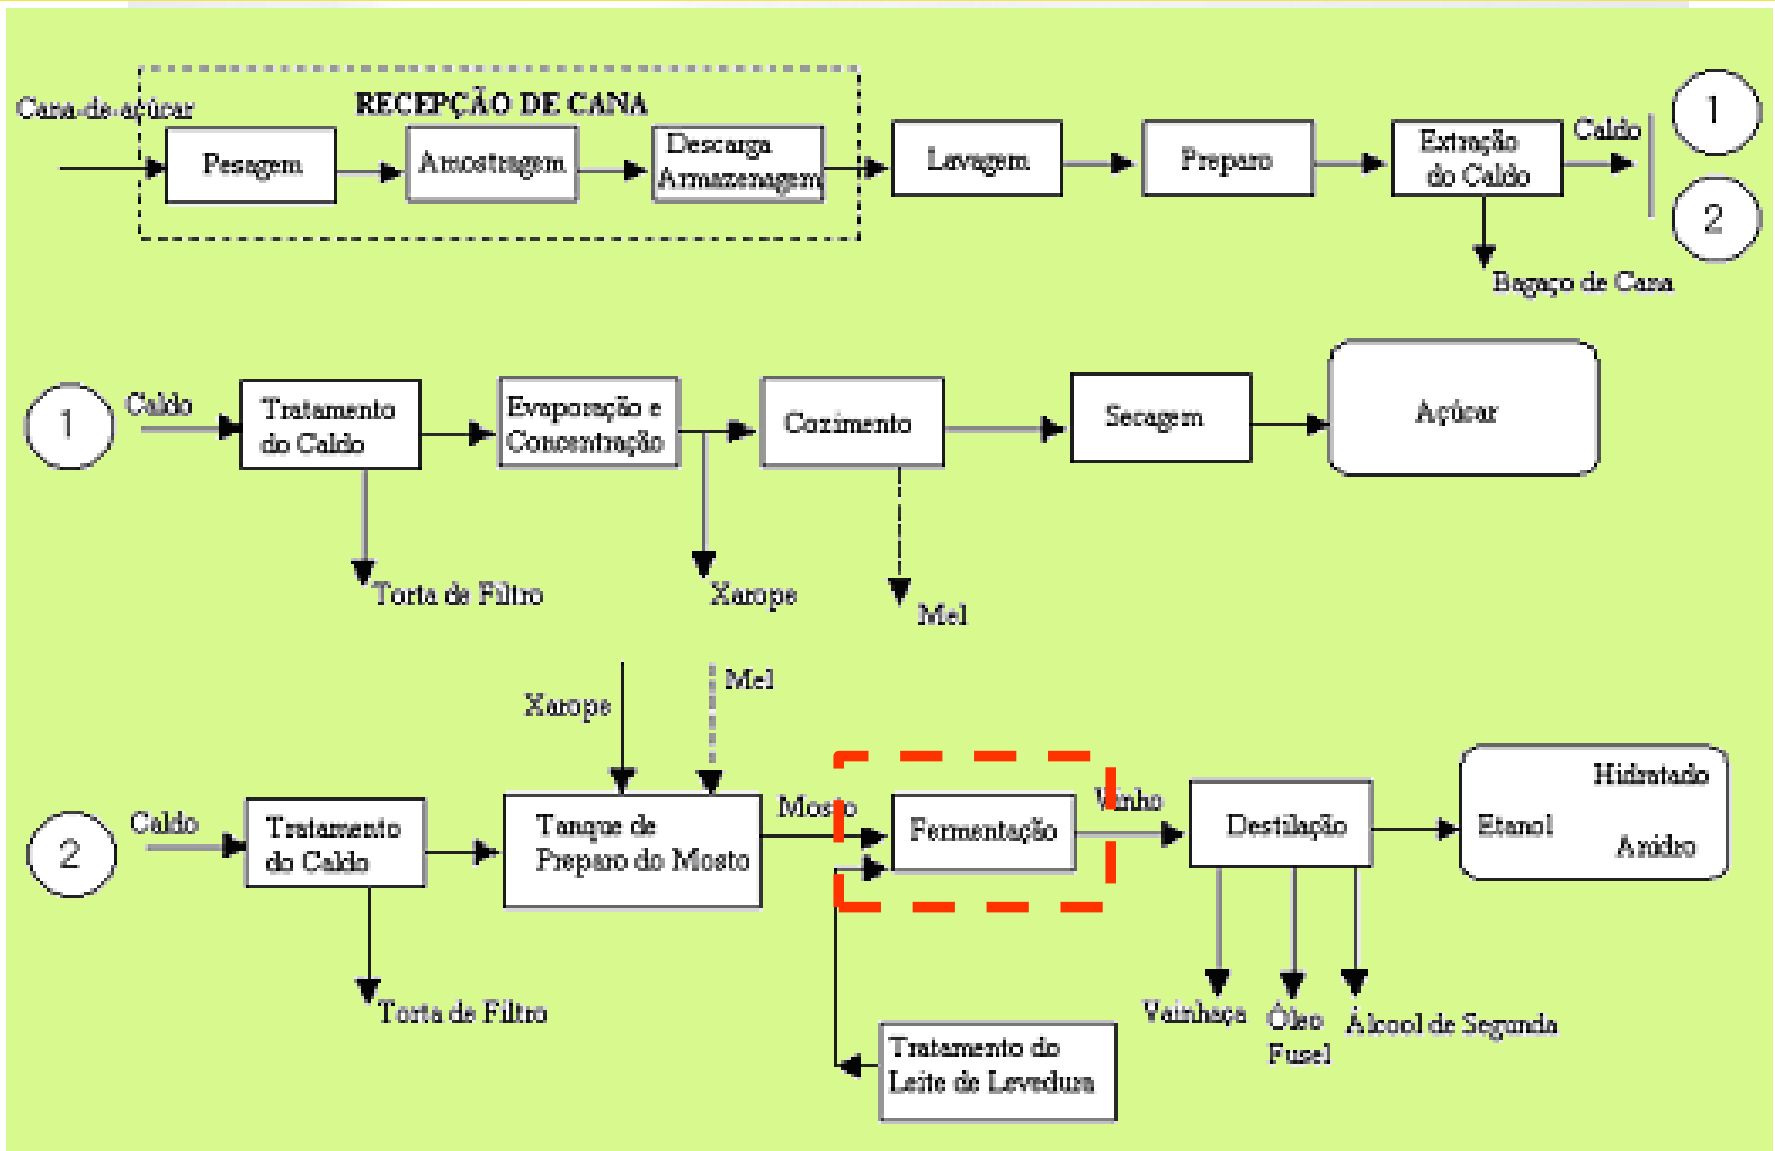 RECEPÇÃO DE CANA
Cana-de-açúcar
Pesagem
Amostragem
Descarga
Armazenagem
Lavagem
Preparo
Extração
do Caldo
Caldo
1
2
Bagaço de Cana
1
Caldo
Tratamento
do Caldo
Evaporação e
Concentração
Cozimento
Secagem
Açúcar
Torta de Filtro
Xarope
Mel
Xarope
Mel
2
Caldo
Tratamento
do Caldo
Tanque de
Preparo do Mosto
Mosto
Fermentação
Vinho
Destilação
Hidratado
Etanol
Anidro
Torta de Filtro
Vainhaça
Óleo
Fusel
Álcool de Segunda
Tratamento do
Leite de Levedura